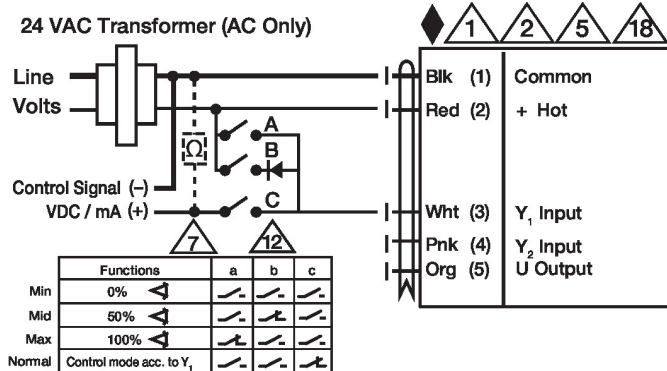 24 VAC Transformer (AC Only)
1 2 5 18
Line
Volts
Blk (1) Common
Red (2) + Hot
A
B
C
Ω
Control Signal (–)
VDC / mA (+)
Wht (3) Y1 Input
Pnk (4) Y2 Input
Org (5) U Output
7 12
Functions a b c
Min 0%
Mid 50%
Max 100%
Normal Control mode acc. to Y1